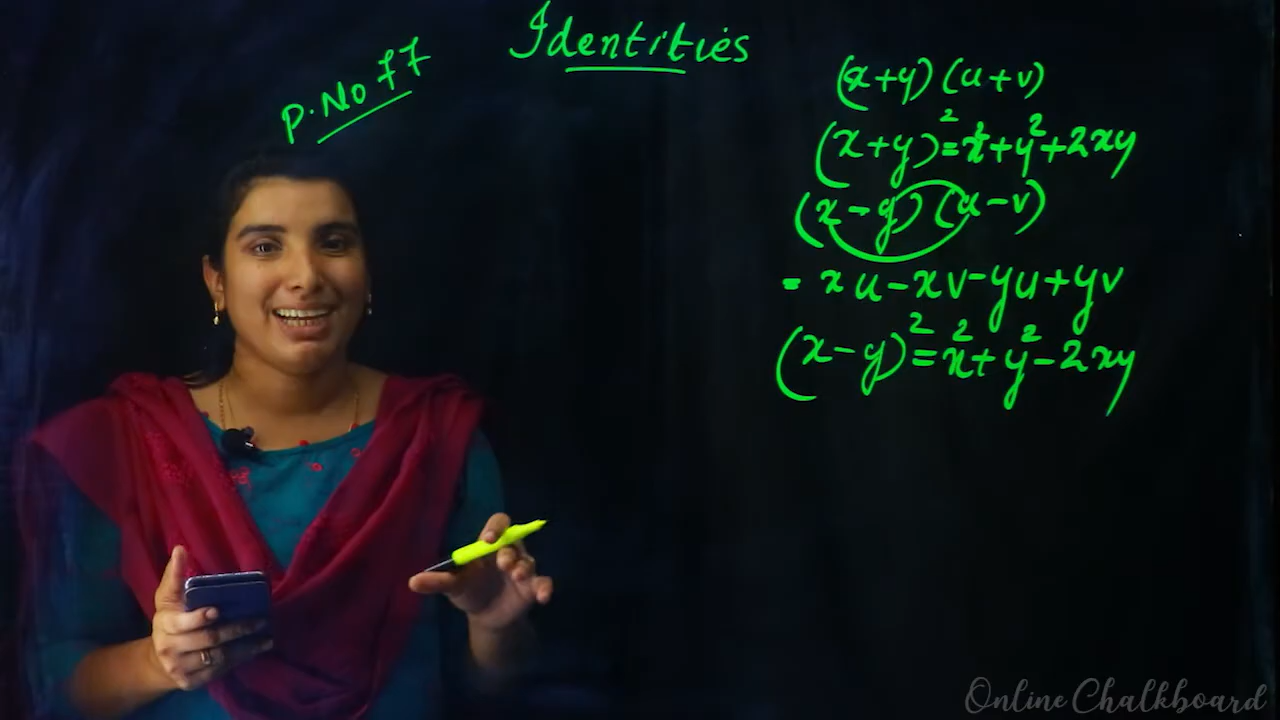 Identities
P.No 77
(x+y) (u+v)
(x+y)² = x²+y²+2xy
(x-y) (u-v)
= xu-xv-yu+yv
(x-y)² = x²+y²-2xy
Online Chalkboard